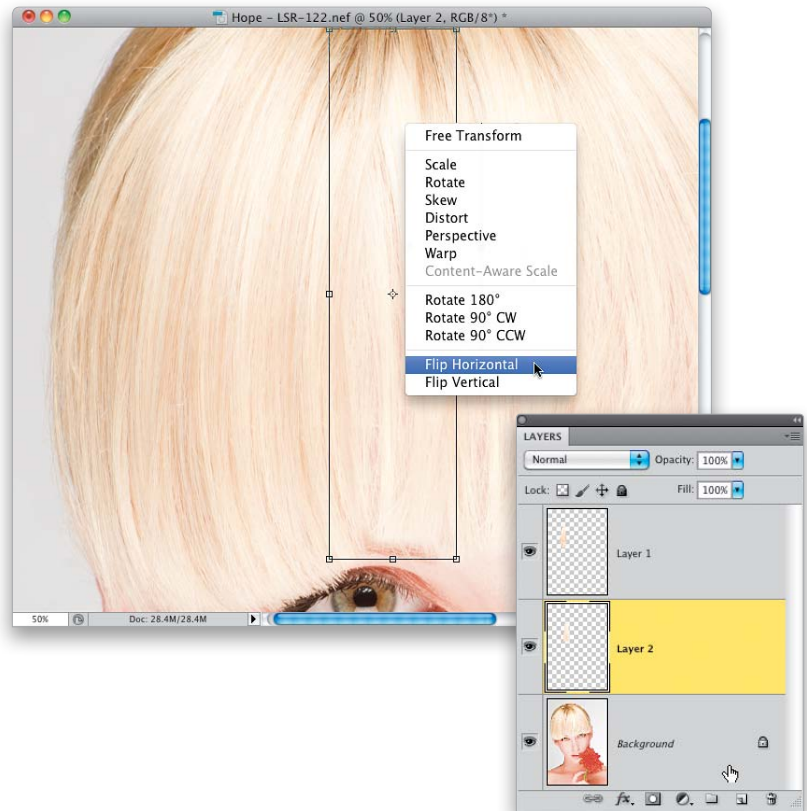 Hope – LSR-122.nef @ 50% (Layer 2, RGB/8*) *
Free Transform
Scale
Rotate
Skew
Distort
Perspective
Warp
Content-Aware Scale
Rotate 180°
Rotate 90° CW
Rotate 90° CCW
Flip Horizontal
Flip Vertical
50%
Doc: 28.4M/28.4M
LAYERS
Normal
Opacity: 100%
Lock:
Fill: 100%
Layer 1
Layer 2
Background
fx.